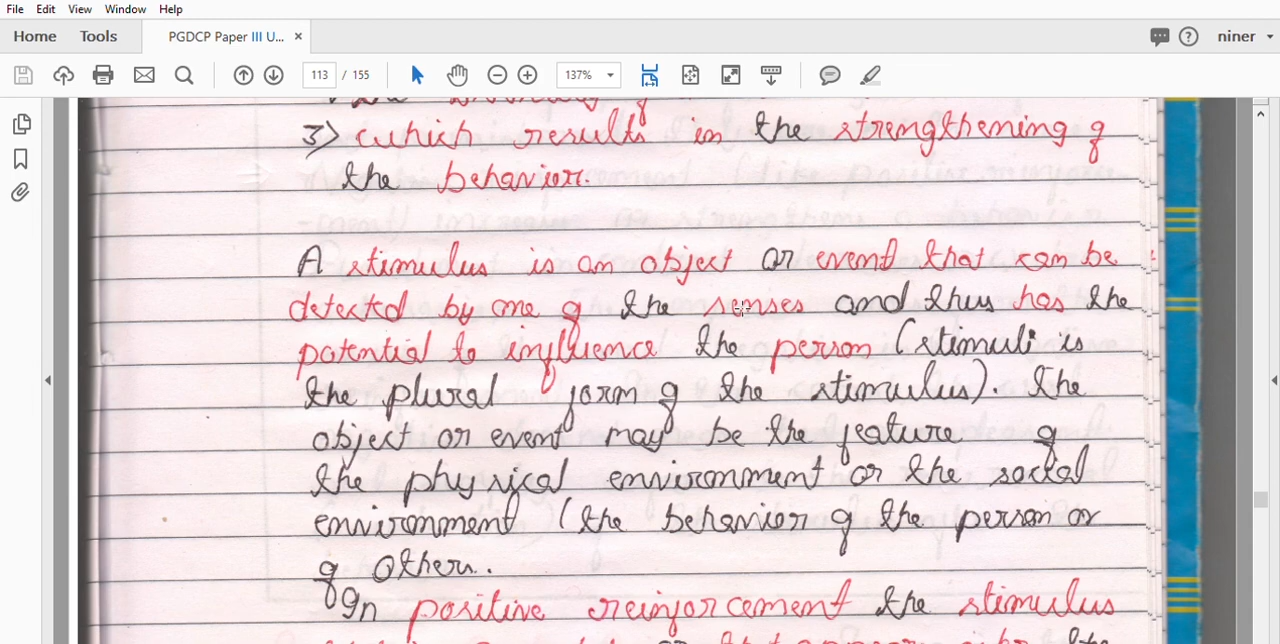 File Edit View Window Help
Home Tools PGDCP Paper III U... × niner
113 / 155 137%
3) which results in the strengthening of
the behavior.
A stimulus is an object or event that can be
detected by one of the senses and thus has the
potential to influence the person (stimuli is
the plural form of the stimulus). The
object or event may be the feature of
the physical environment or the social
environment (the behavior of the person or
of others..
In positive reinforcement the stimulus